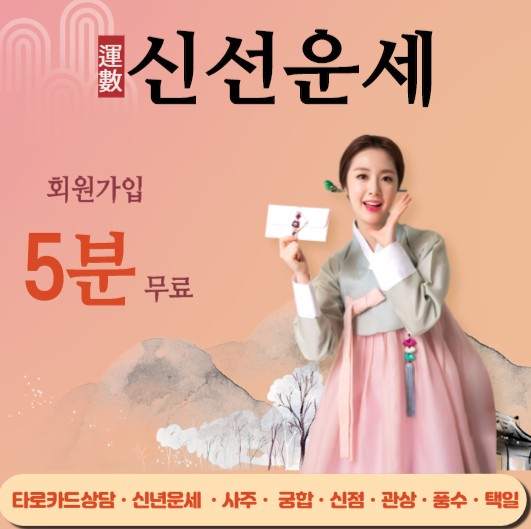 運數
신선운세
회원가입
5분 무료
타로카드상담 · 신년운세 · 사주 · 궁합 · 신점 · 관상 · 풍수 · 택일